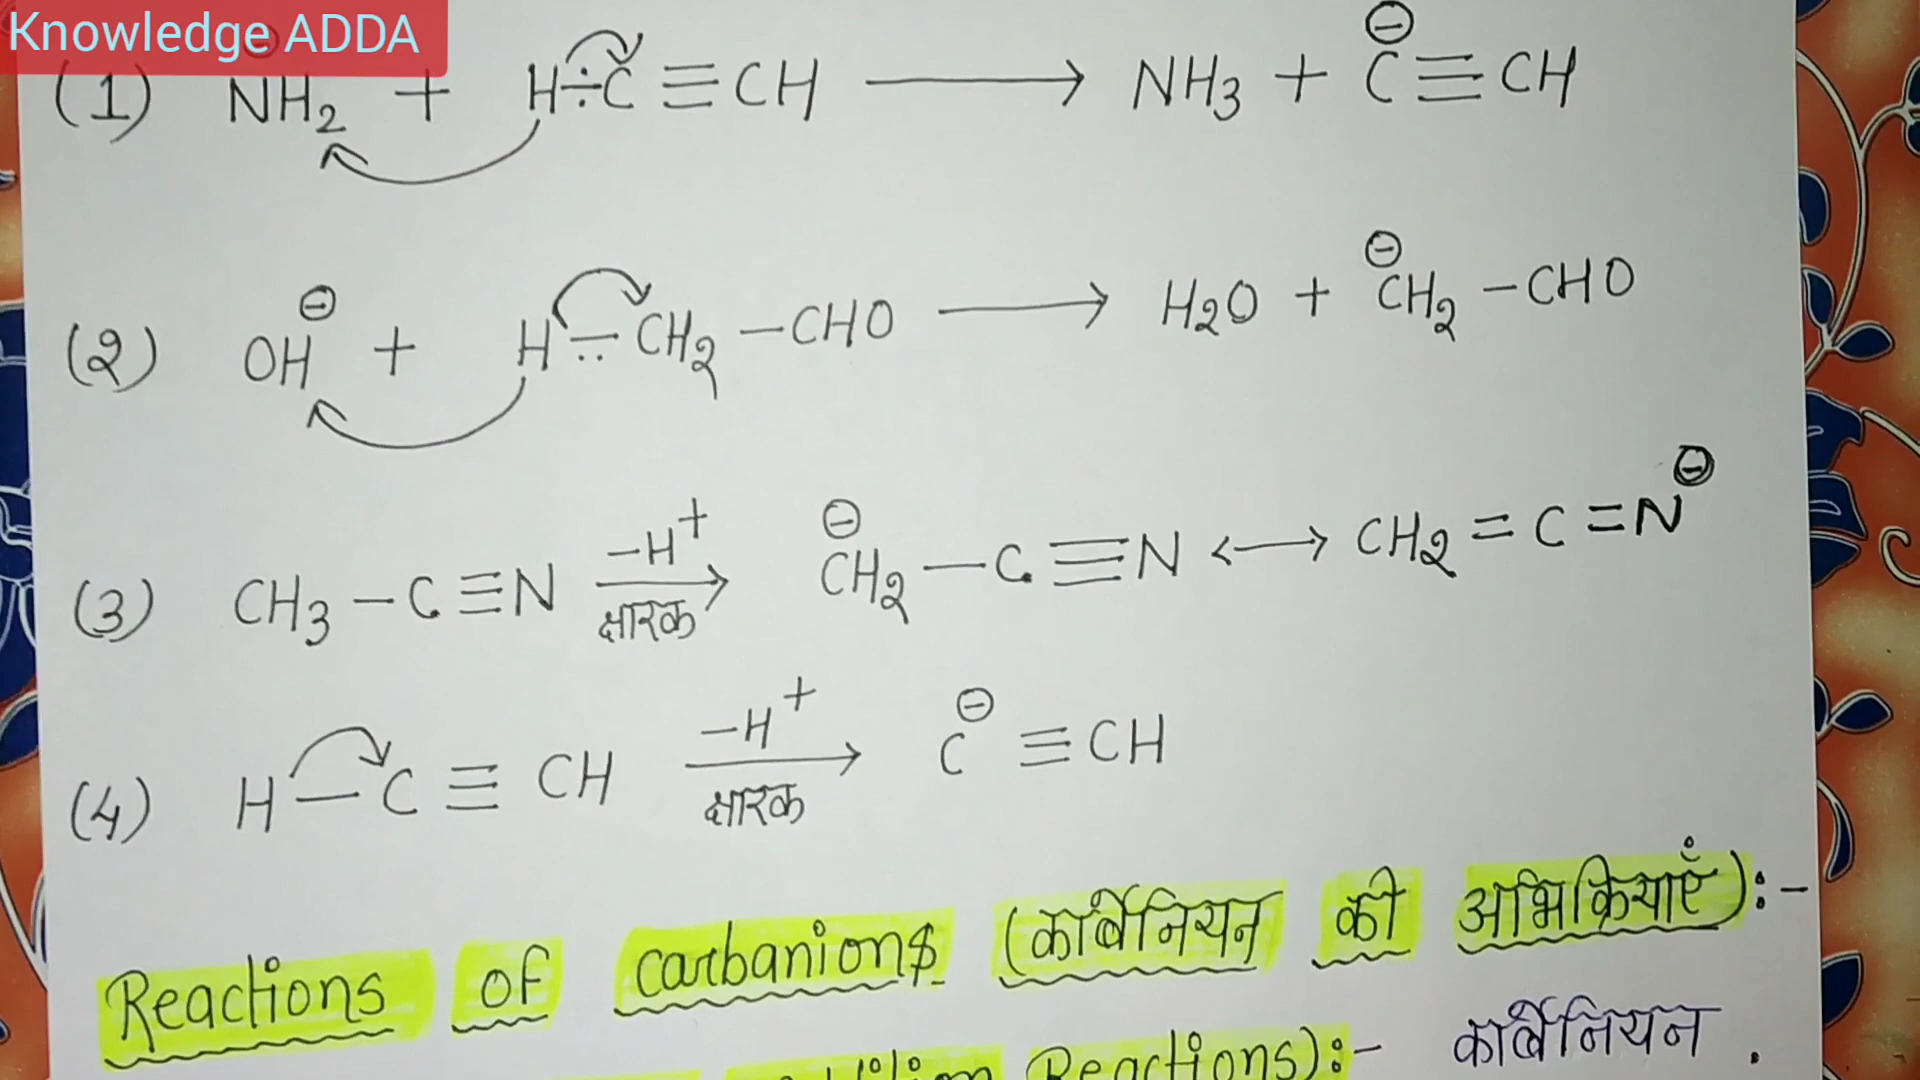 Knowledge ADDA
(1) NH2 + H÷C≡CH ⟶ NH3 + C⊖≡CH
(2) OH⊖ + H–CH2–CHO ⟶ H2O + ⊖CH2–CHO
(3) CH3–C≡N –H+ क्षारक ⟶ ⊖CH2–C≡N ⟷ CH2=C=N⊖
(4) H–C≡CH –H+ क्षारक ⟶ C⊖≡CH
Reactions of carbanions (कार्बेनियन की अभिक्रियाएँ):-
Reactions):- कार्बेनियन